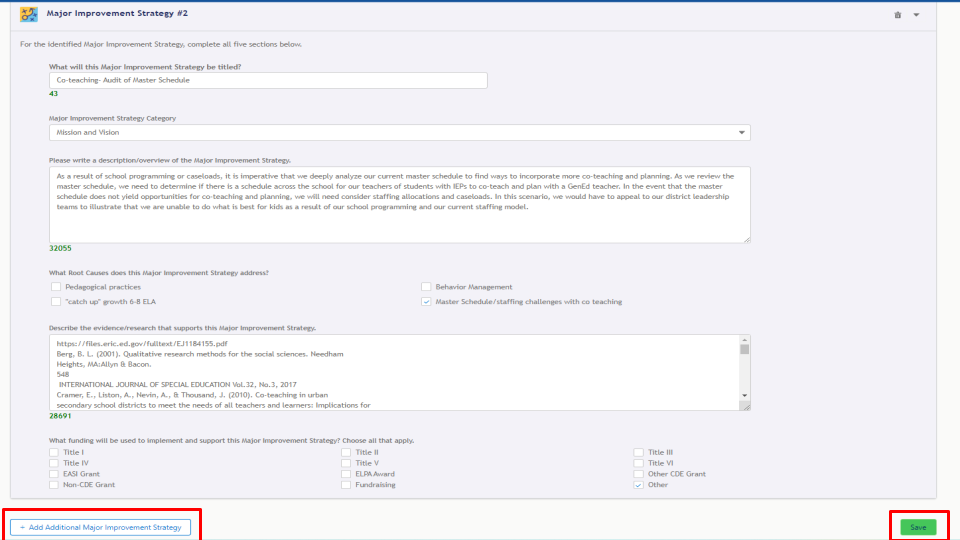 Major Improvement Strategy #2
For the identified Major Improvement Strategy, complete all five sections below.
What will this Major Improvement Strategy be titled?
Co-teaching- Audit of Master Schedule
43
Major Improvement Strategy Category
Mission and Vision
Please write a description/overview of the Major Improvement Strategy.
As a result of school programming or caseloads, it is imperative that we deeply analyze our current master schedule to find ways to incorporate more co-teaching and planning. As we review the
master schedule, we need to determine if there is a schedule across the school for our teachers of students with IEPs to co-teach and plan with a GenEd teacher. In the event that the master
schedule does not yield opportunities for co-teaching and planning, we will need consider staffing allocations and caseloads. In this scenario, we would have to appeal to our district leadership
teams to illustrate that we are unable to do what is best for kids as a result of our school programming and our current staffing model.
32055
What Root Causes does this Major Improvement Strategy address?
Pedagogical practices Behavior Management
"catch up" growth 6-8 ELA Master Schedule/staffing challenges with co teaching
Describe the evidence/research that supports this Major Improvement Strategy.
https://files.eric.ed.gov/fulltext/EJ1184155.pdf
Berg, B. L. (2001). Qualitative research methods for the social sciences. Needham
Heights, MA:Allyn & Bacon.
548
INTERNATIONAL JOURNAL OF SPECIAL EDUCATION Vol.32, No.3, 2017
Cramer, E., Liston, A., Nevin, A., & Thousand, J. (2010). Co-teaching in urban
secondary school districts to meet the needs of all teachers and learners: Implications for
28691
What funding will be used to implement and support this Major Improvement Strategy? Choose all that apply.
Title I Title II Title III
Title IV Title V Title VI
EASI Grant ELPA Award Other CDE Grant
Non-CDE Grant Fundraising Other
+ Add Additional Major Improvement Strategy Save